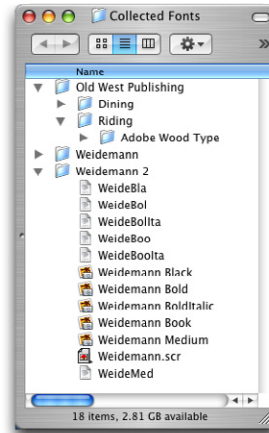 Collected Fonts
Name
Old West Publishing
Dining
Riding
Adobe Wood Type
Weidemann
Weidemann 2
WeideBla
WeideBol
WeideBolIta
WeideBoo
WeideBooIta
Weidemann Black
Weidemann Bold
Weidemann BoldItalic
Weidemann Book
Weidemann Medium
Weidemann.scr
WeideMed
18 items, 2.81 GB available